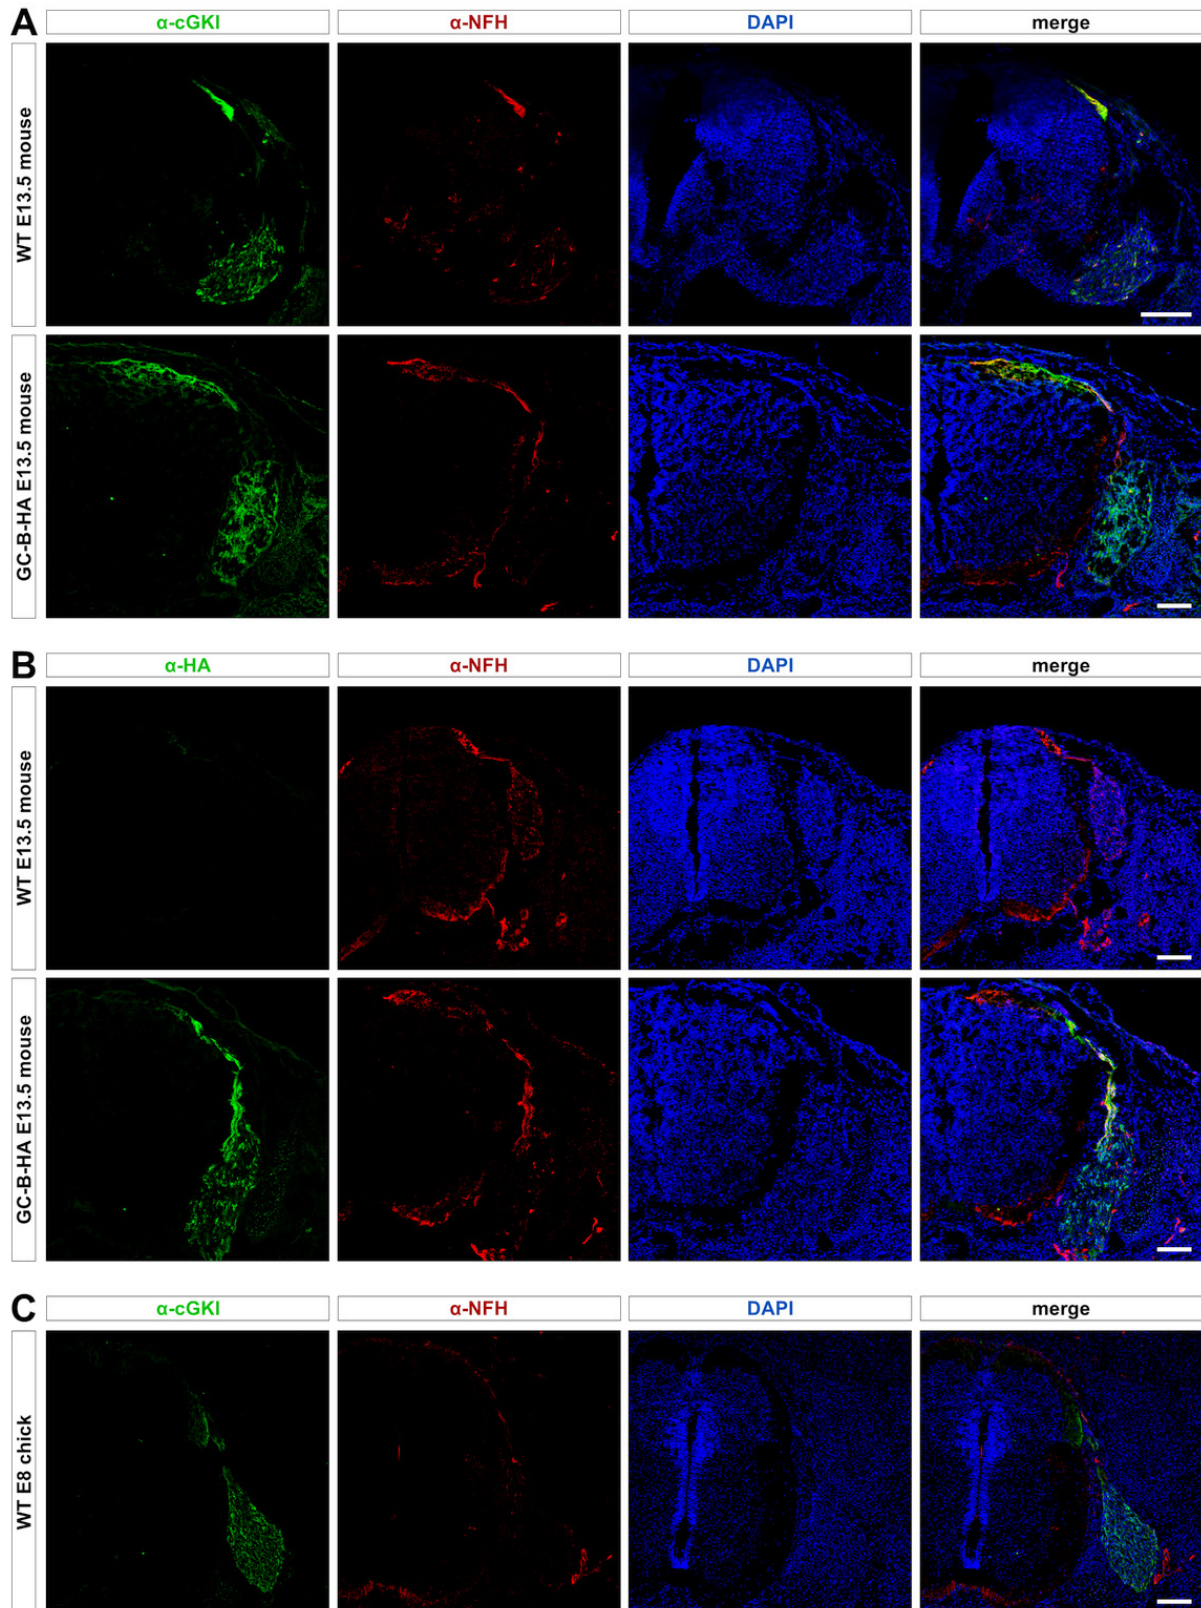 A
α-cGKI
α-NFH
DAPI
merge
WT E13.5 mouse
GC-B-HA E13.5 mouse
B
α-HA
α-NFH
DAPI
merge
WT E13.5 mouse
GC-B-HA E13.5 mouse
C
α-cGKI
α-NFH
DAPI
merge
WT E8 chick